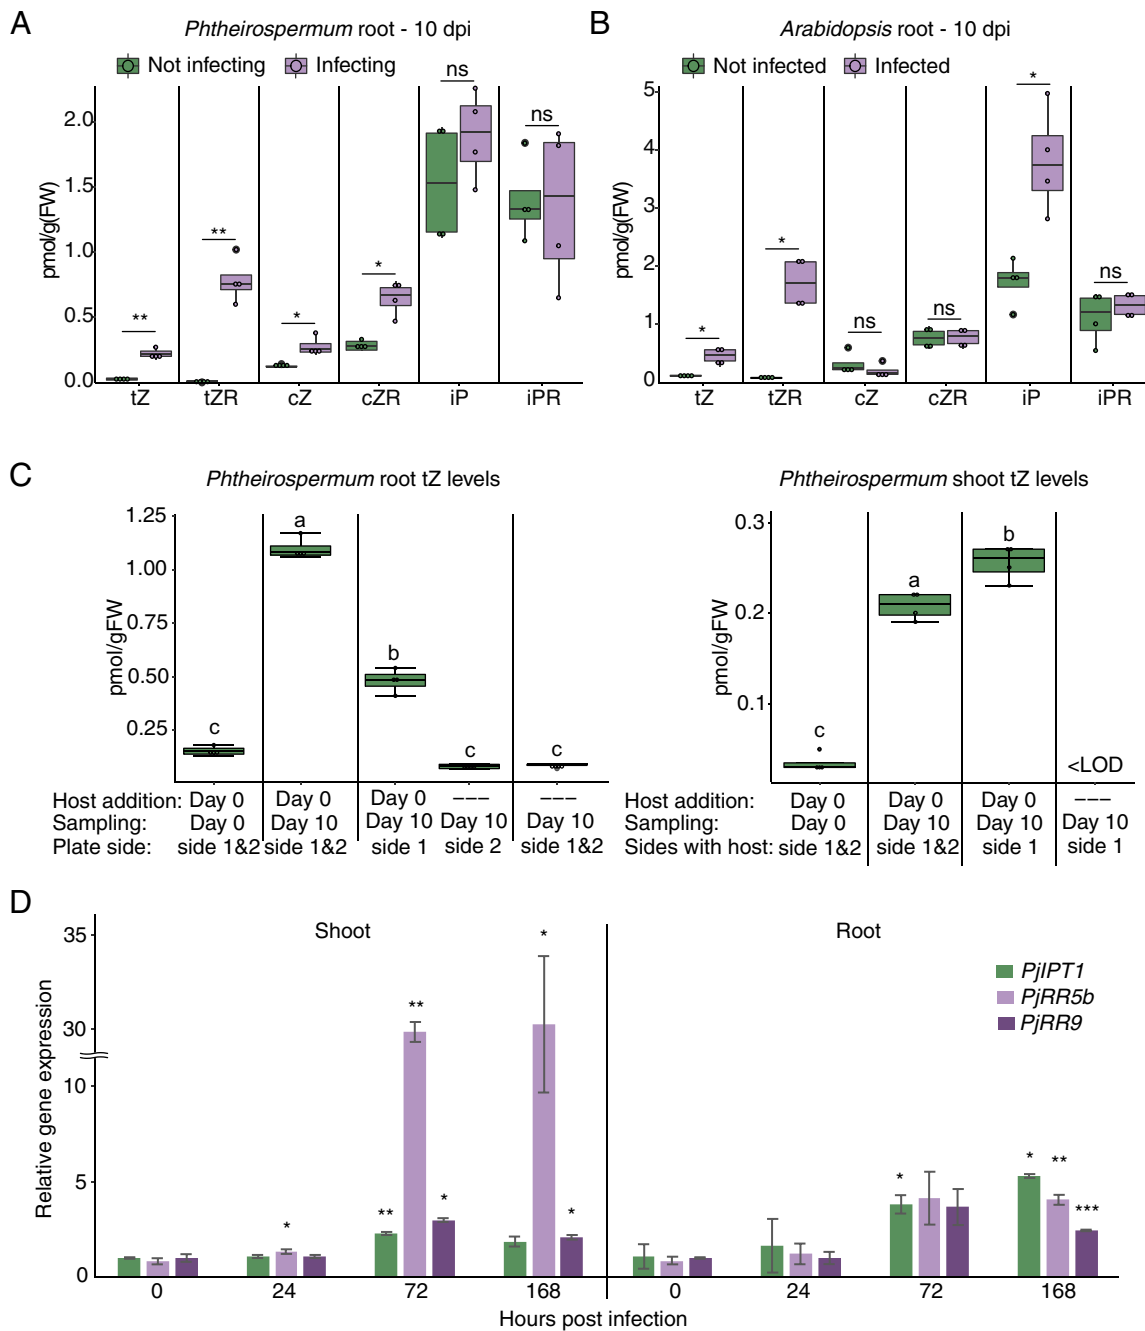 A
Phtheirospermum root - 10 dpi
Not infecting
Infecting
pmol/g(FW)
2.0
1.5
1.0
0.5
0.0
**
**
*
*
ns
ns
tZ
tZR
cZ
cZR
iP
iPR
B
Arabidopsis root - 10 dpi
Not infected
Infected
pmol/g(FW)
5
4
3
2
1
0
*
*
ns
ns
*
ns
tZ
tZR
cZ
cZR
iP
iPR
C
Phtheirospermum root tZ levels
pmol/gFW
1.25
1.00
0.75
0.50
0.25
c
a
b
c
c
Host addition: Day 0 Day 0 Day 0 --- ---
Sampling: Day 0 Day 10 Day 10 Day 10 Day 10
Plate side: side 1&2 side 1&2 side 1 side 2 side 1&2
Phtheirospermum shoot tZ levels
pmol/gFW
0.3
0.2
0.1
c
a
b
<LOD
Host addition: Day 0 Day 0 Day 0 ---
Sampling: Day 0 Day 10 Day 10 Day 10
Sides with host: side 1&2 side 1&2 side 1 side 1
D
Shoot
Root
Relative gene expression
35
30
10
5
0
*
**
**
*
*
*
*
*
**
***
PjIPT1
PjRR5b
PjRR9
0 24 72 168 0 24 72 168
Hours post infection